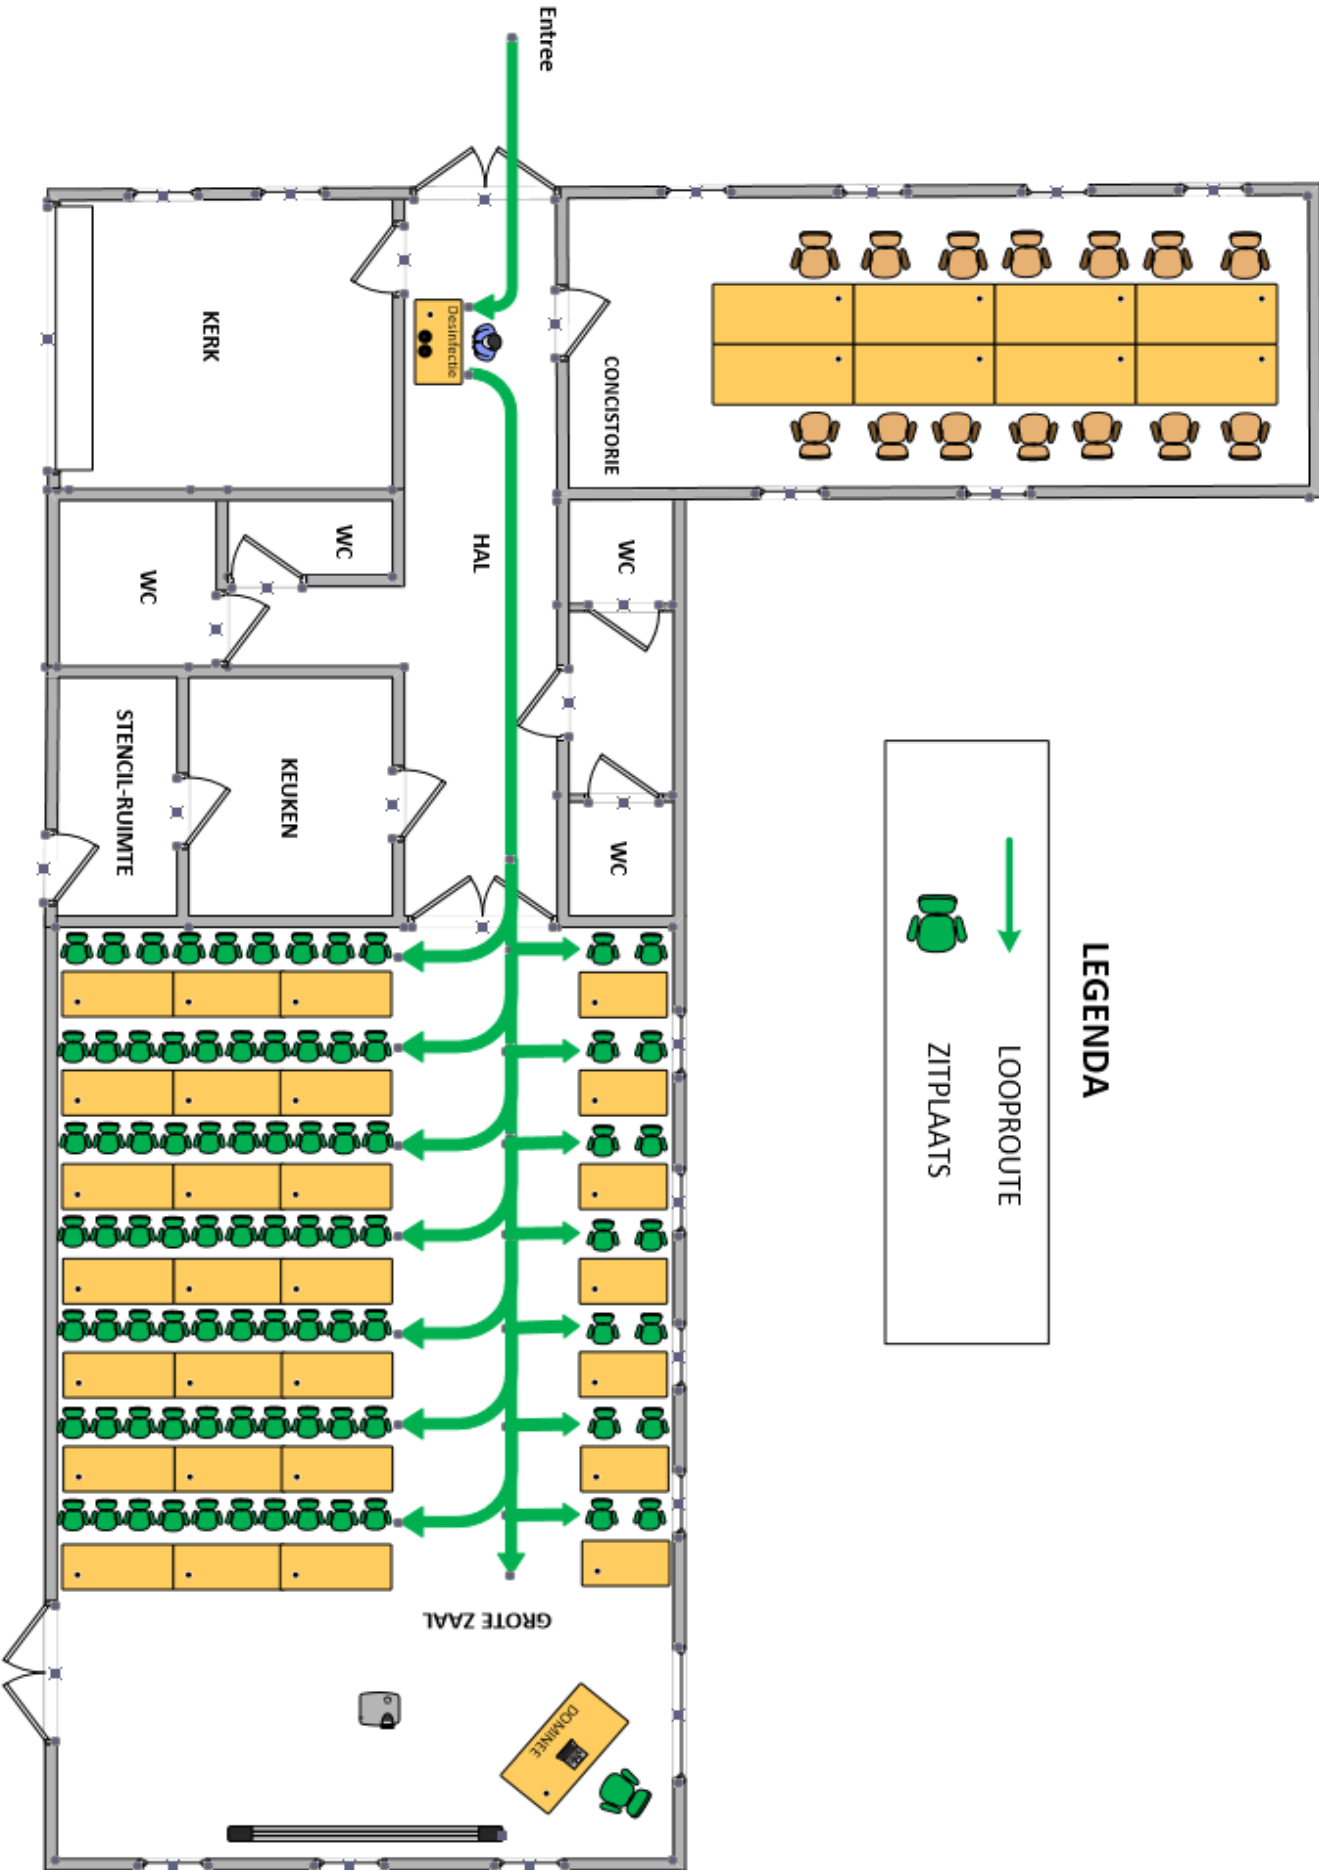 Entree
KERK
Desinfectie
CONCISTORIE
WC
WC
HAL
WC
STENCIL-RUIMTE
KEUKEN
WC
LEGENDA
LOOPROUTE
ZITPLAATS
GROTE ZAAL
DOMINEE